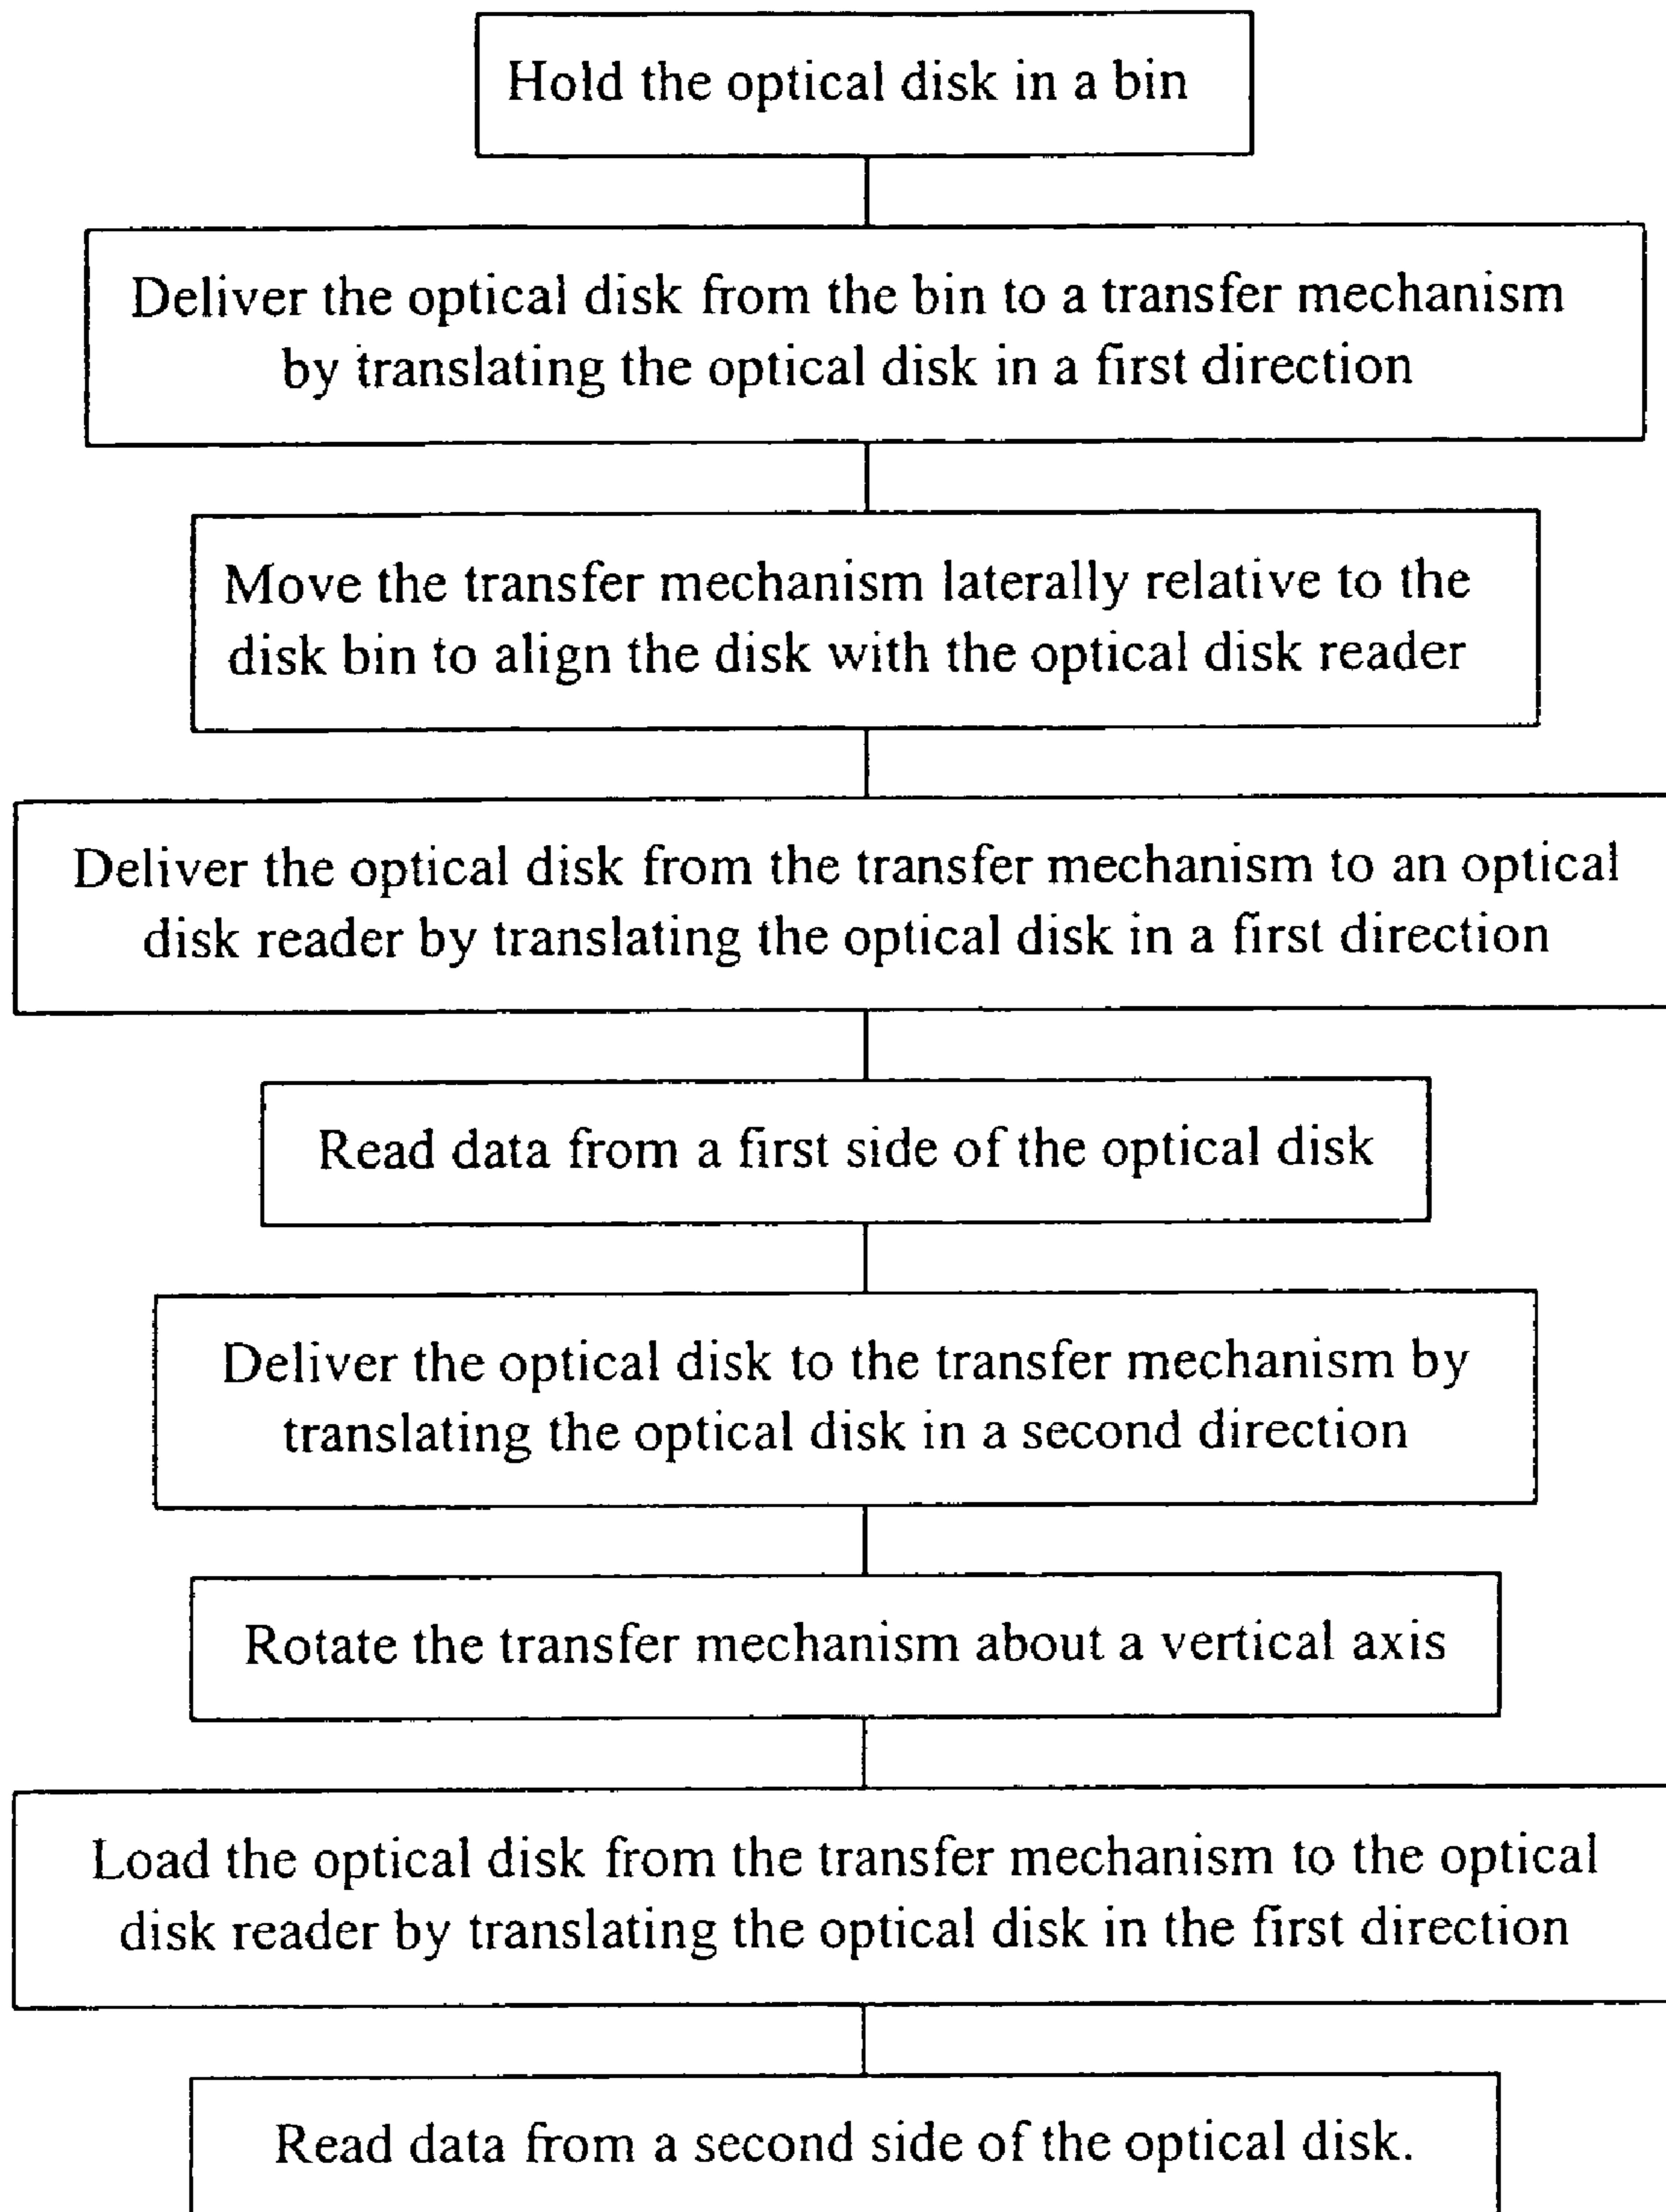 Hold the optical disk in a bin
Deliver the optical disk from the bin to a transfer mechanism
by translating the optical disk in a first direction
Move the transfer mechanism laterally relative to the
disk bin to align the disk with the optical disk reader
Deliver the optical disk from the transfer mechanism to an optical
disk reader by translating the optical disk in a first direction
Read data from a first side of the optical disk
Deliver the optical disk to the transfer mechanism by
translating the optical disk in a second direction
Rotate the transfer mechanism about a vertical axis
Load the optical disk from the transfer mechanism to the optical
disk reader by translating the optical disk in the first direction
Read data from a second side of the optical disk.